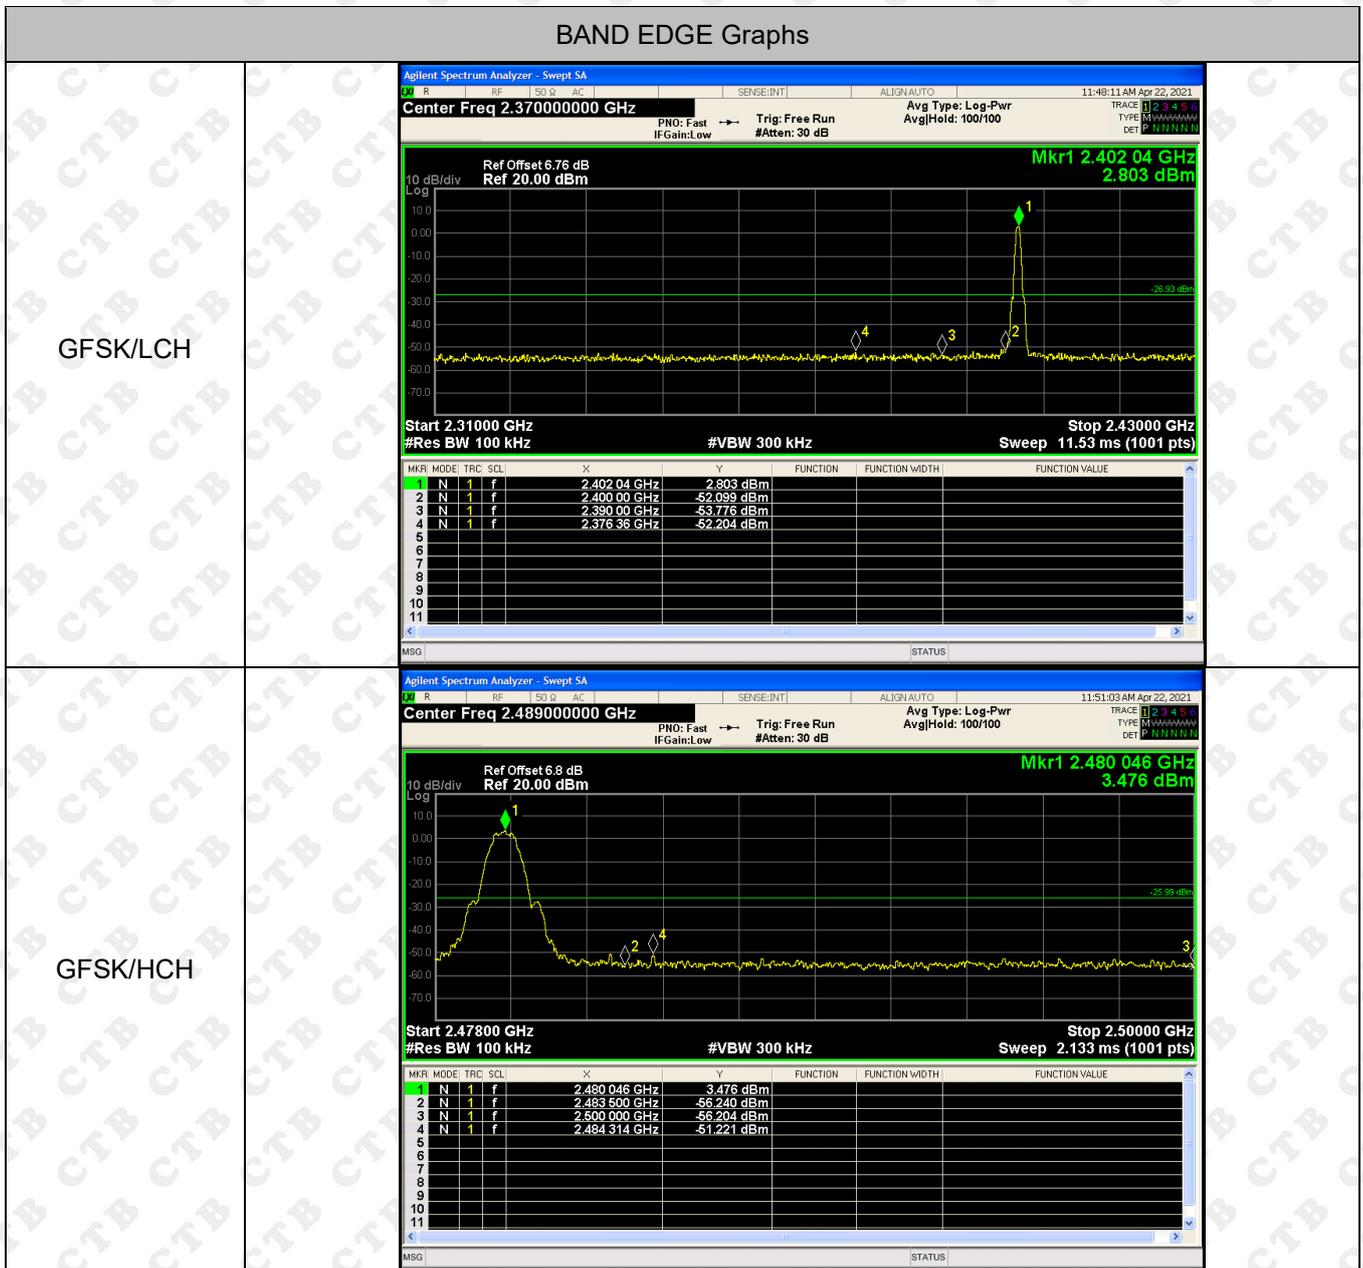 BAND EDGE Graphs
GFSK/LCH
Agilent Spectrum Analyzer - Swept SA
LXI R RF 50 Ω AC SENSE:INT ALIGN AUTO 11:48:11 AM Apr 22, 2021
Center Freq 2.370000000 GHz
PNO: Fast
IFGain:Low
Trig: Free Run
#Atten: 30 dB
Avg Type: Log-Pwr
Avg|Hold: 100/100
TRACE 1 2 3 4 5 6
TYPE M
DET P N N N N N
Mkr1 2.402 04 GHz
2.803 dBm
Ref Offset 6.76 dB
10 dB/div Ref 20.00 dBm
Log
10.0
0.00
-10.0
-20.0
-30.0
-40.0
-50.0
-60.0
-70.0
-26.93 dBm
1
4
3
2
Start 2.31000 GHz Stop 2.43000 GHz
#Res BW 100 kHz #VBW 300 kHz Sweep 11.53 ms (1001 pts)
MKR MODE TRC SCL X Y FUNCTION FUNCTION WIDTH FUNCTION VALUE
1 N 1 f 2.402 04 GHz 2.803 dBm
2 N 1 f 2.400 00 GHz -52.099 dBm
3 N 1 f 2.390 00 GHz -53.776 dBm
4 N 1 f 2.376 36 GHz -52.204 dBm
5
6
7
8
9
10
11
MSG STATUS
GFSK/HCH
Agilent Spectrum Analyzer - Swept SA
LXI R RF 50 Ω AC SENSE:INT ALIGN AUTO 11:51:03 AM Apr 22, 2021
Center Freq 2.489000000 GHz
PNO: Fast
IFGain:Low
Trig: Free Run
#Atten: 30 dB
Avg Type: Log-Pwr
Avg|Hold: 100/100
TRACE 1 2 3 4 5 6
TYPE M
DET P N N N N N
Mkr1 2.480 046 GHz
3.476 dBm
Ref Offset 6.8 dB
10 dB/div Ref 20.00 dBm
Log
10.0
0.00
-10.0
-20.0
-30.0
-40.0
-50.0
-60.0
-70.0
-25.99 dBm
1
2
4
3
Start 2.47800 GHz Stop 2.50000 GHz
#Res BW 100 kHz #VBW 300 kHz Sweep 2.133 ms (1001 pts)
MKR MODE TRC SCL X Y FUNCTION FUNCTION WIDTH FUNCTION VALUE
1 N 1 f 2.480 046 GHz 3.476 dBm
2 N 1 f 2.483 500 GHz -56.240 dBm
3 N 1 f 2.500 000 GHz -56.204 dBm
4 N 1 f 2.484 314 GHz -51.221 dBm
5
6
7
8
9
10
11
MSG STATUS